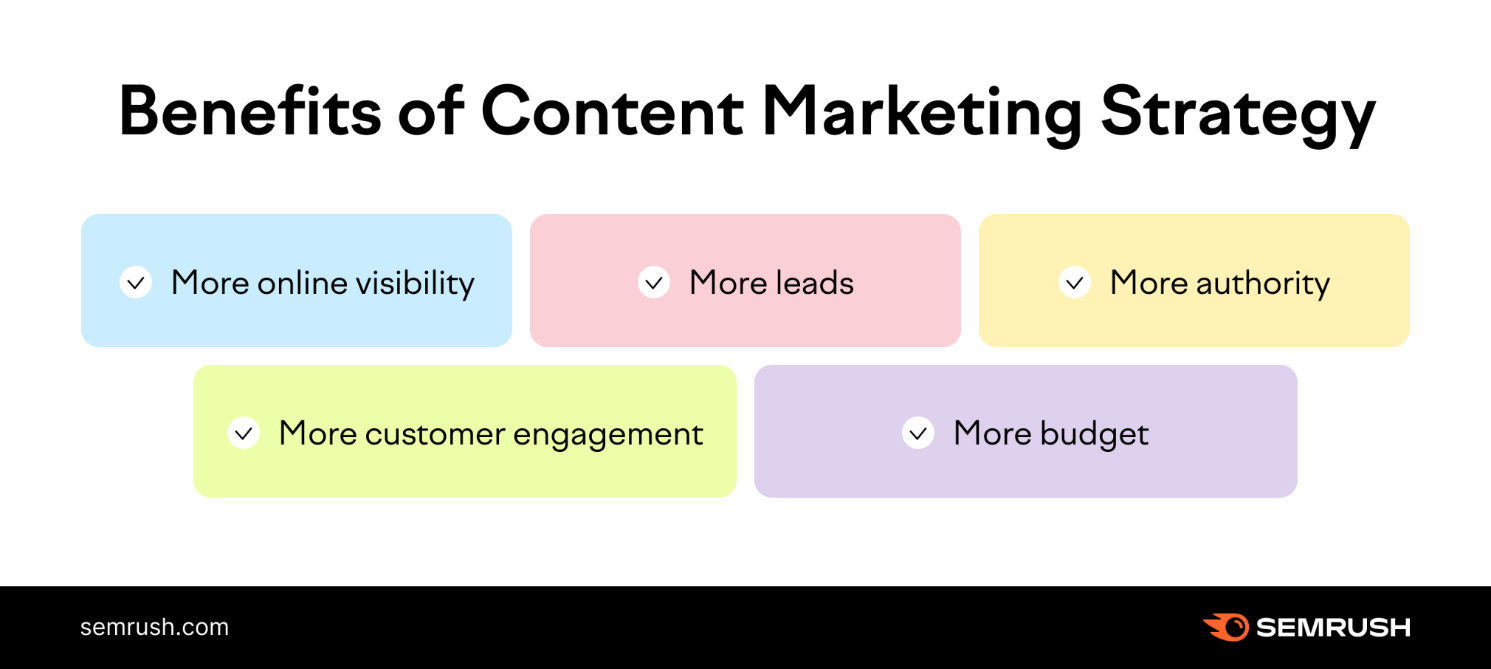 Benefits of Content Marketing Strategy
More online visibility
More leads
More authority
More customer engagement
More budget
semrush.com
SEMRUSH